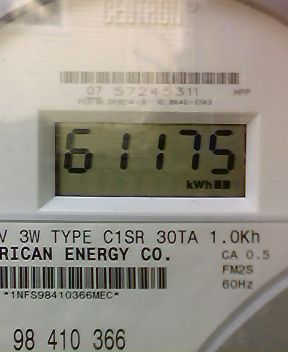 CENTRON
07 57245311
61175
kWh
V 3W TYPE C1SR 30TA 1.0Kh
RICAN ENERGY CO.
CA 0.5
FM2S
60Hz
*1NFS98410366MEC*
98 410 366